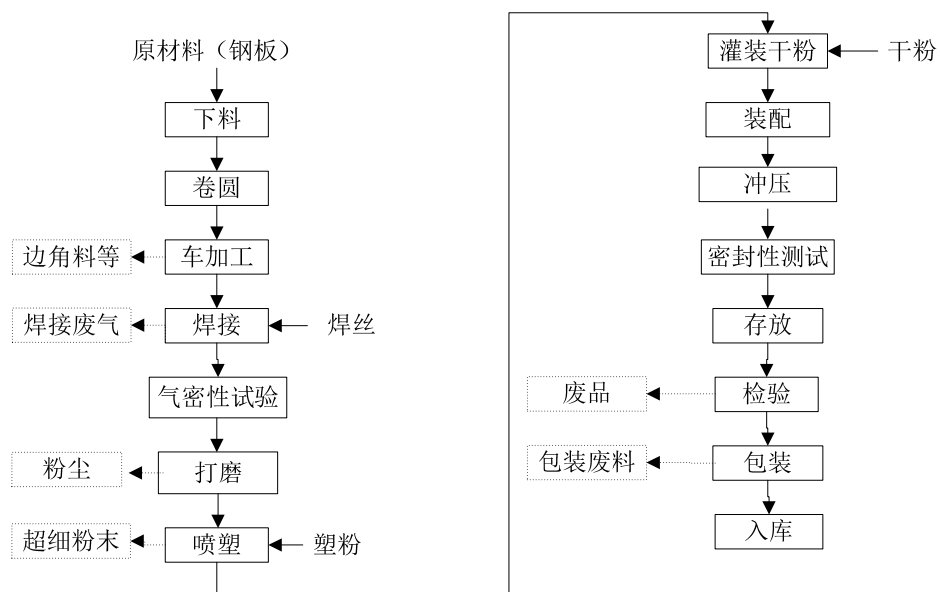 原材料（钢板）
下料
卷圆
边角料等
车加工
焊接废气
焊接
焊丝
气密性试验
粉尘
打磨
超细粉末
喷塑
塑粉
灌装干粉
干粉
装配
冲压
密封性测试
存放
废品
检验
包装废料
包装
入库